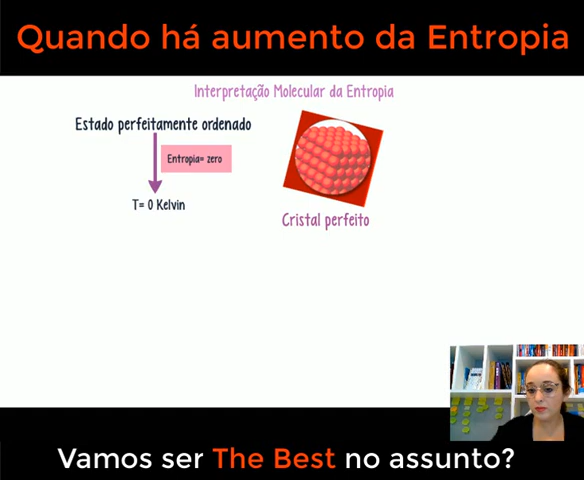 Quando há aumento da Entropia
Interpretação Molecular da Entropia
Estado perfeitamente ordenado
Entropia= zero
T= 0 Kelvin
Cristal perfeito
Vamos ser The Best no assunto?